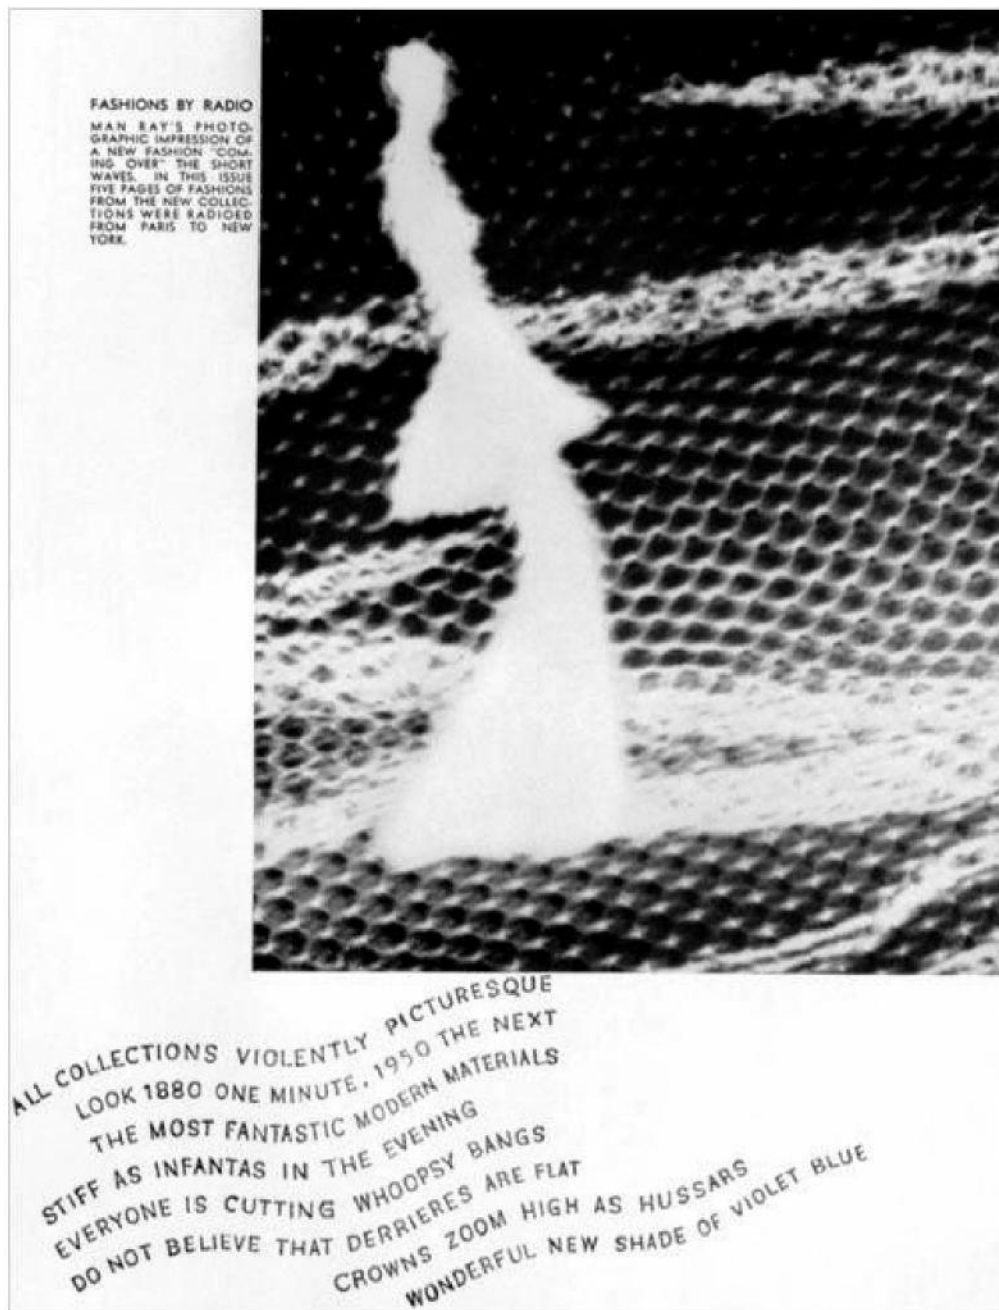 FASHIONS BY RADIO
MAN RAY'S PHOTO-
GRAPHIC IMPRESSION OF
A NEW FASHION "COM-
ING OVER" THE SHORT
WAVES. IN THIS ISSUE
FIVE PAGES OF FASHIONS
FROM THE NEW COLLEC-
TIONS WERE RADIOED
FROM PARIS TO NEW
YORK.
ALL COLLECTIONS VIOLENTLY PICTURESQUE
LOOK 1880 ONE MINUTE, 1950 THE NEXT
THE MOST FANTASTIC MODERN MATERIALS
STIFF AS INFANTAS IN THE EVENING
EVERYONE IS CUTTING WHOOPSY BANGS
DO NOT BELIEVE THAT DERRIERES ARE FLAT
CROWNS ZOOM HIGH AS HUSSARS
WONDERFUL NEW SHADE OF VIOLET BLUE